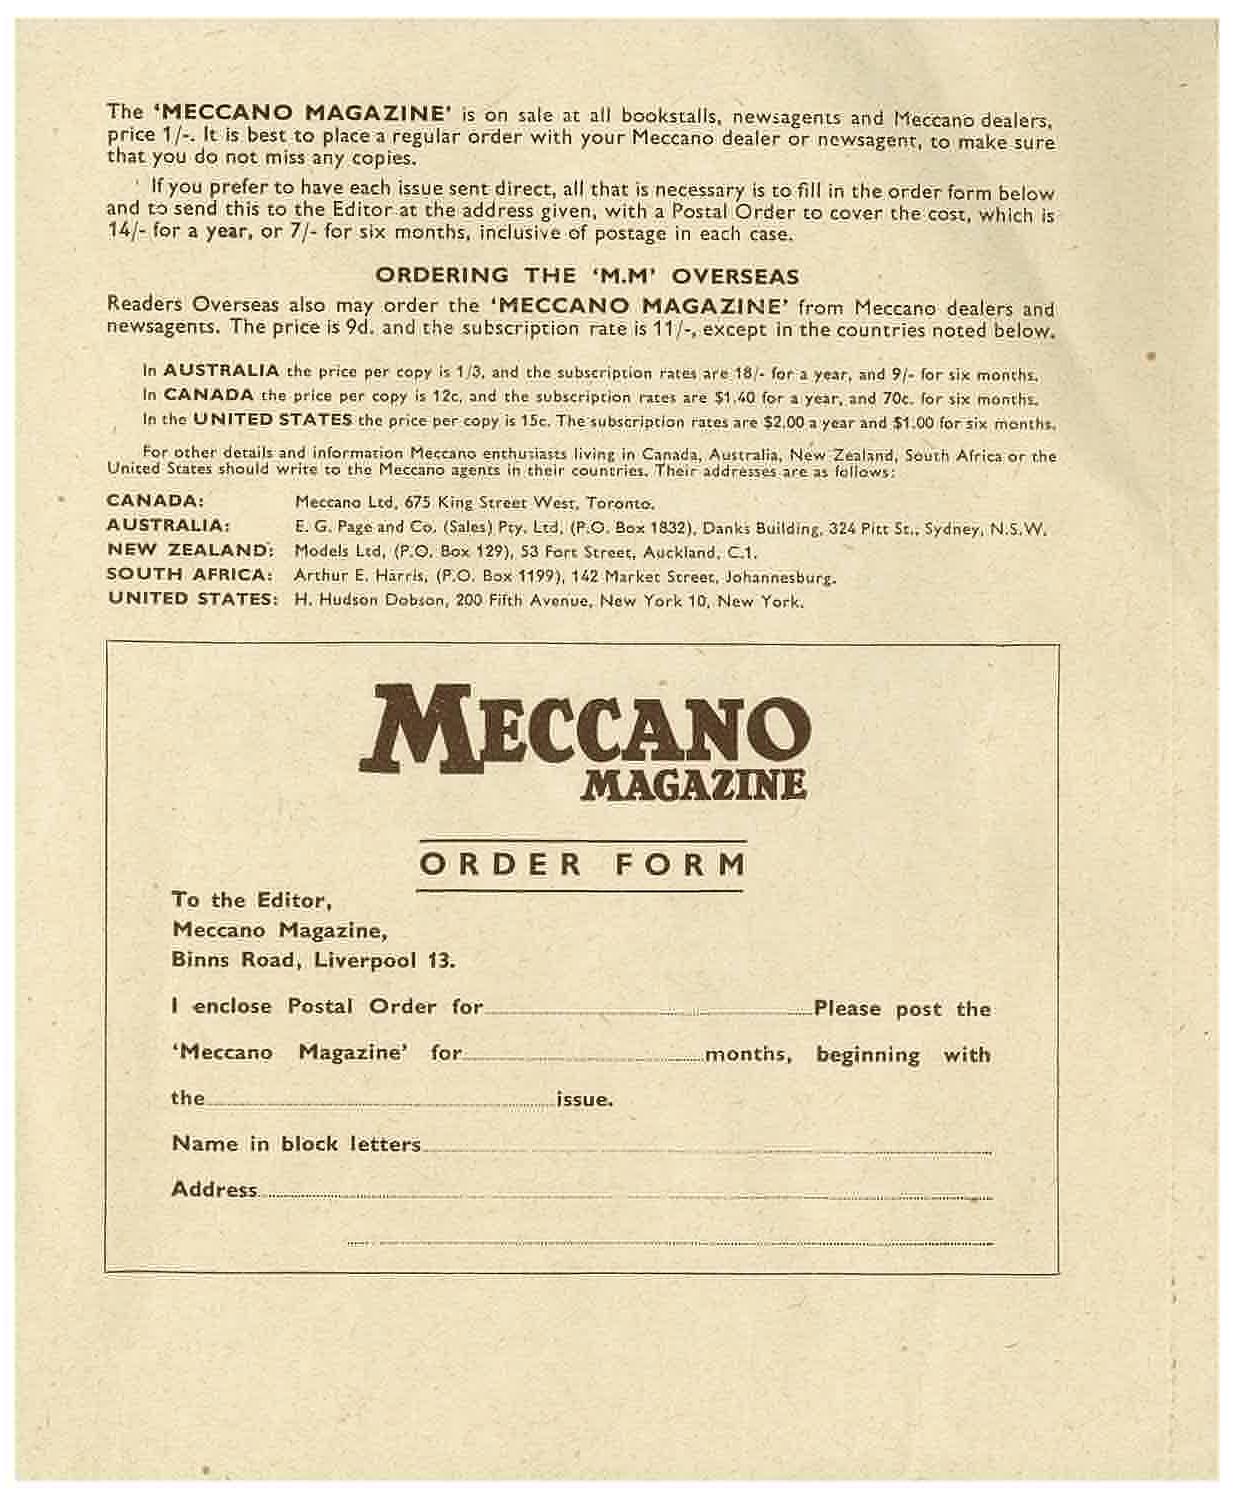 The ‘MECCANO MAGAZINE’ is on sale at all bookstalls, newsagents and Meccano dealers,
price 1/-. It is best to place a regular order with your Meccano dealer or newsagent, to make sure
that you do not miss any copies.
If you prefer to have each issue sent direct, all that is necessary is to fill in the order form below
and to send this to the Editor at the address given, with a Postal Order to cover the cost, which is
14/- for a year, or 7/- for six months, inclusive of postage in each case.
ORDERING THE ‘M.M’ OVERSEAS
Readers Overseas also may order the ‘MECCANO MAGAZINE’ from Meccano dealers and
newsagents. The price is 9d. and the subscription rate is 11/-, except in the countries noted below.
In AUSTRALIA the price per copy is 1/3, and the subscription rates are 18/- for a year, and 9/- for six months.
In CANADA the price per copy is 12c, and the subscription rates are $1.40 for a year, and 70c. for six months.
In the UNITED STATES the price per copy is 15c. The subscription rates are $2.00 a year and $1.00 for six months.
For other details and information Meccano enthusiasts living in Canada, Australia, New Zealand, South Africa or the
United States should write to the Meccano agents in their countries. Their addresses are as follows:
CANADA: Meccano Ltd, 675 King Street West, Toronto.
AUSTRALIA: E. G. Page and Co. (Sales) Pty. Ltd, (P.O. Box 1832), Danks Building, 324 Pitt St., Sydney, N.S.W.
NEW ZEALAND: Models Ltd, (P.O. Box 129), 53 Fort Street, Auckland, C.1.
SOUTH AFRICA: Arthur E. Harris, (P.O. Box 1199), 142 Market Street, Johannesburg.
UNITED STATES: H. Hudson Dobson, 200 Fifth Avenue, New York 10, New York.
MECCANO
MAGAZINE
ORDER FORM
To the Editor,
Meccano Magazine,
Binns Road, Liverpool 13.
I enclose Postal Order for Please post the
‘Meccano Magazine’ for months, beginning with
the issue.
Name in block letters
Address